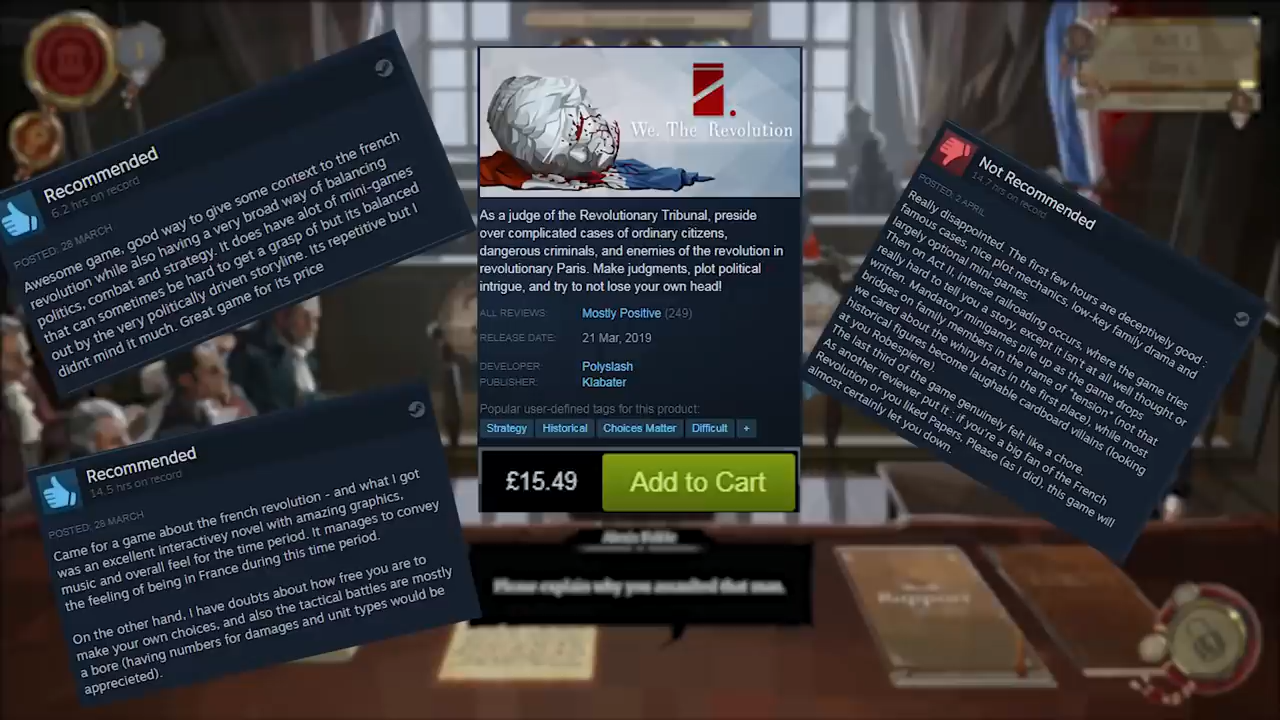 Recommended
6.2 hrs on record
POSTED: 28 MARCH
Awesome game, good way to give some context to the french
revolution while also having a very broad way of balancing
politics, combat and strategy. It does have alot of mini-games
that can sometimes be hard to get a grasp of but its balanced
out by the very politically driven storyline. Its repetitive but I
didnt mind it much. Great game for its price
Recommended
14.5 hrs on record
POSTED: 28 MARCH
Came for a game about the french revolution - and what I got
was an excellent interactivey novel with amazing graphics,
music and overall feel for the time period. It manages to convey
the feeling of being in France during this time period.
On the other hand, I have doubts about how free you are to
make your own choices, and also the tactical battles are mostly
a bore (having numbers for damages and unit types would be
apprecieted).
We. The Revolution
As a judge of the Revolutionary Tribunal, preside
over complicated cases of ordinary citizens,
dangerous criminals, and enemies of the revolution in
revolutionary Paris. Make judgments, plot political
intrigue, and try to not lose your own head!
ALL REVIEWS: Mostly Positive (249)
RELEASE DATE: 21 Mar, 2019
DEVELOPER: Polyslash
PUBLISHER: Klabater
Popular user-defined tags for this product:
Strategy Historical Choices Matter Difficult +
£15.49 Add to Cart
Please explain why you assaulted that man.
Not Recommended
14.7 hrs on record
POSTED: 2 APRIL
Really disappointed. The first few hours are deceptively good :
famous cases, nice plot mechanics, low-key family drama and
largely optional mini-games.
Then on Act II, intense railroading occurs, where the game tries
really hard to tell you a story, except it isn't at all well thought or
written. Mandatory minigames pile up as the game drops
bridges on family members in the name of "tension" (not that
we cared about the whiny brats in the first place), while most
historical figures become laughable cardboard villains (looking
at you Robespierre).
The last third of the game genuinely felt like a chore.
As another reviewer put it : if you're a big fan of the French
Revolution or you liked Papers, Please (as I did), this game will
almost certainly let you down.